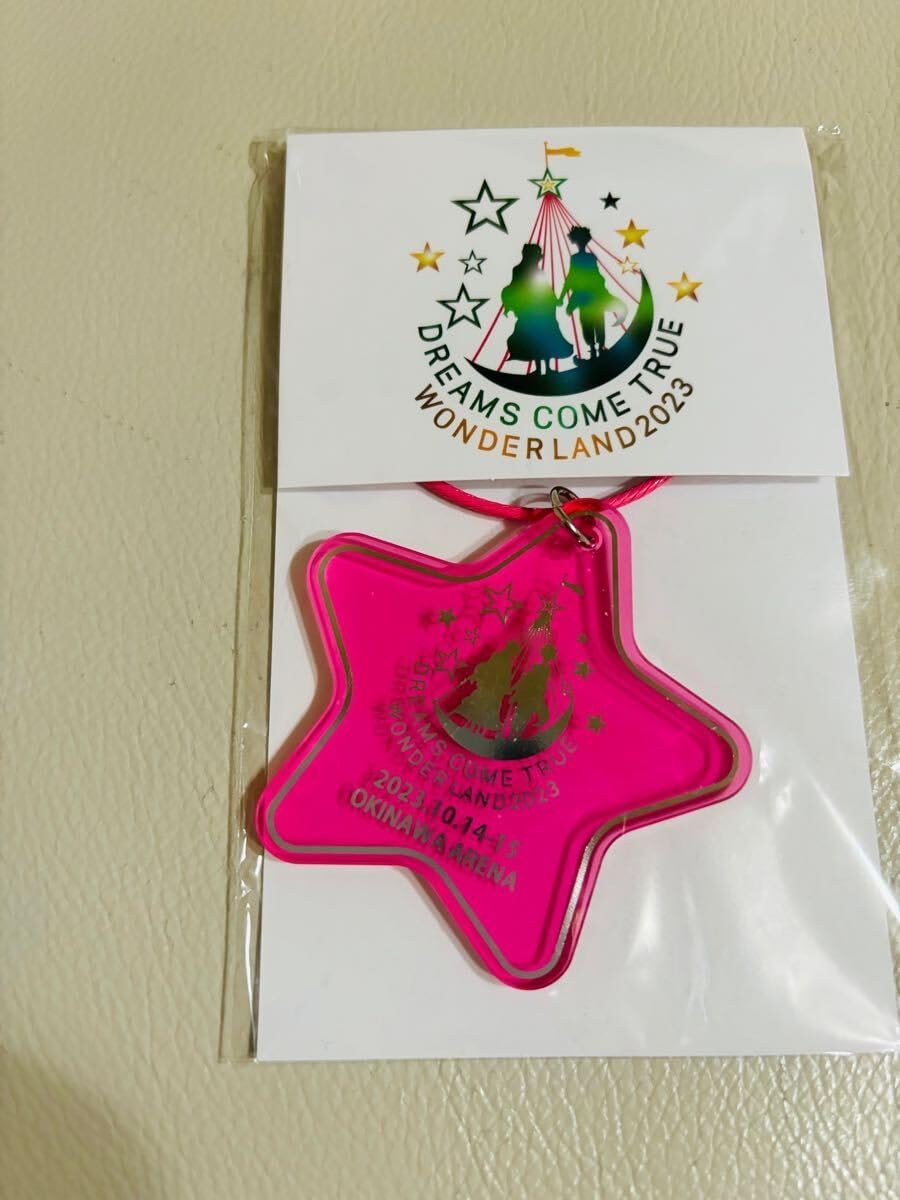 DREAMS COME TRUE
WONDERLAND2023
DREAMS COME TRUE
WONDERLAND2023
2023.10.14-15
OKINAWA ARENA